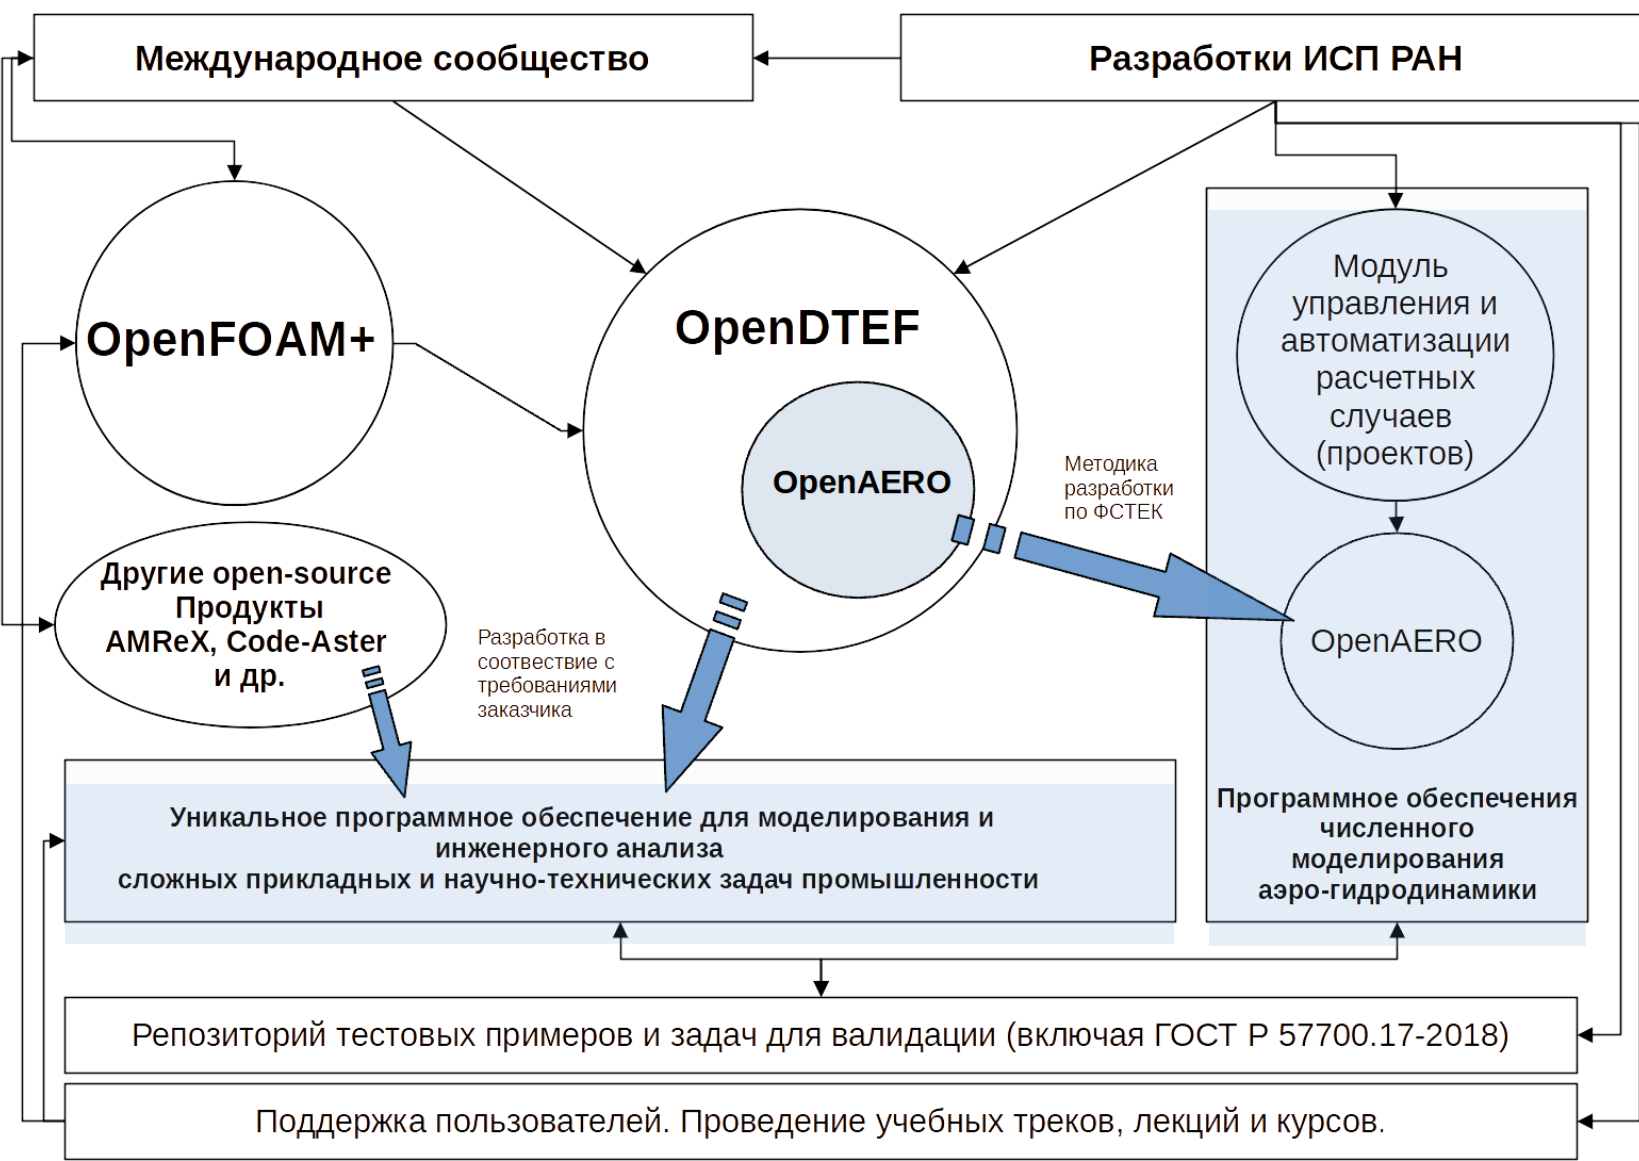 Международное сообщество
Разработки ИСП РАН
OpenFOAM+
OpenDTEF
OpenAERO
Модуль
управления и
автоматизации
расчетных
случаев
(проектов)
Методика
разработки
по ФСТЕК
Другие open-source
Продукты
AMReX, Code-Aster
и др.
Разработка в
соотвествие с
требованиями
заказчика
OpenAERO
Уникальное программное обеспечение для моделирования и
инженерного анализа
сложных прикладных и научно-технических задач промышленности
Программное обеспечения
численного
моделирования
аэро-гидродинамики
Репозиторий тестовых примеров и задач для валидации (включая ГОСТ Р 57700.17-2018)
Поддержка пользователей. Проведение учебных треков, лекций и курсов.